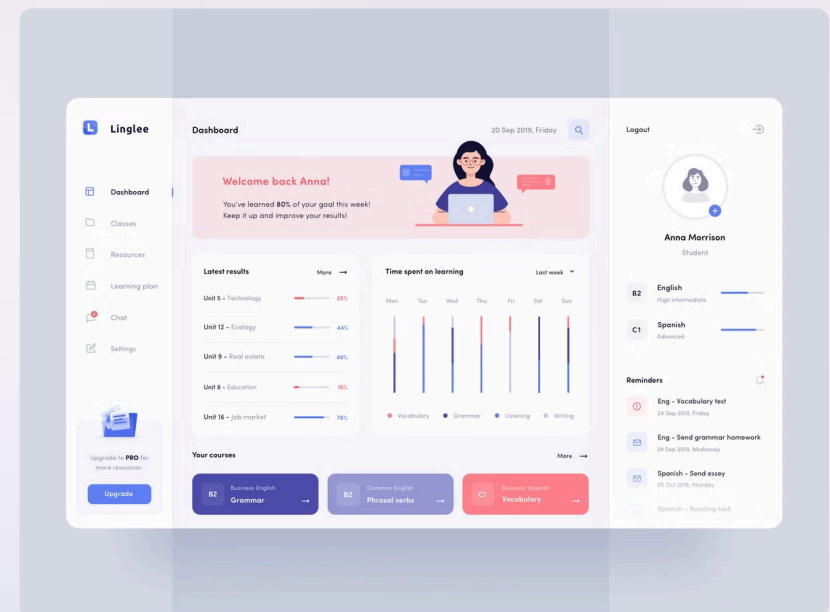 Linglee
Dashboard
Classes
Resources
Learning plan
4
Chat
Settings
Upgrade to PRO for
more resources.
Upgrade
Dashboard
20 Sep 2019, Friday
Welcome back Anna!
You've learned 80% of your goal this week!
Keep it up and improve your results!
Latest results
More →
Unit 5 - Technology 25%
Unit 12 - Ecology 44%
Unit 9 - Real estate 40%
Unit 8 - Education 15%
Unit 16 - Job market 76%
Time spent on learning
Last week
Mon Tue Wed Thu Fri Sat Sun
Vocabulary Grammar Listening Writing
Your courses
More →
B2
Business English
Grammar →
B2
Common English
Phrasal verbs →
C1
Business Spanish
Vocabulary →
Logout
Anna Morrison
Student
B2
English
High intermediate
C1
Spanish
Advanced
Reminders
Eng - Vocabulary test
24 Sep 2019, Friday
Eng - Send grammar homework
29 Sep 2019, Wednesay
Spanish - Send essey
05 Oct 2019, Monday
Spanish - Reading task